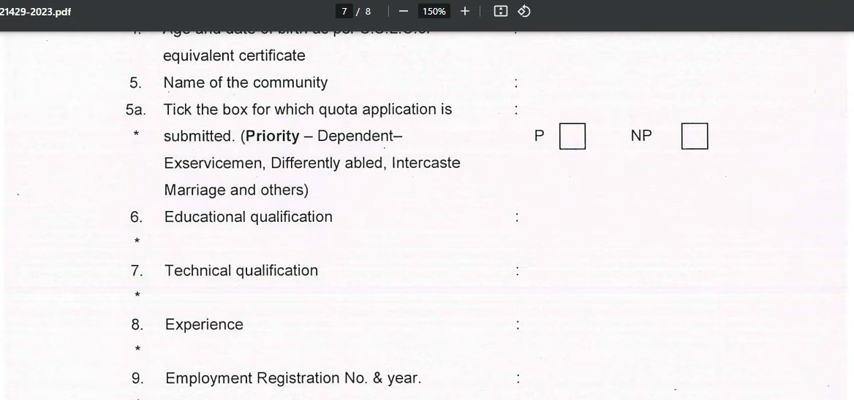 21429-2023.pdf 7 / 8 150%
equivalent certificate
5. Name of the community :
5a. Tick the box for which quota application is :
* submitted. (Priority – Dependent– P NP
Exservicemen, Differently abled, Intercaste
Marriage and others)
6. Educational qualification :
*
7. Technical qualification :
*
8. Experience :
*
9. Employment Registration No. & year. :